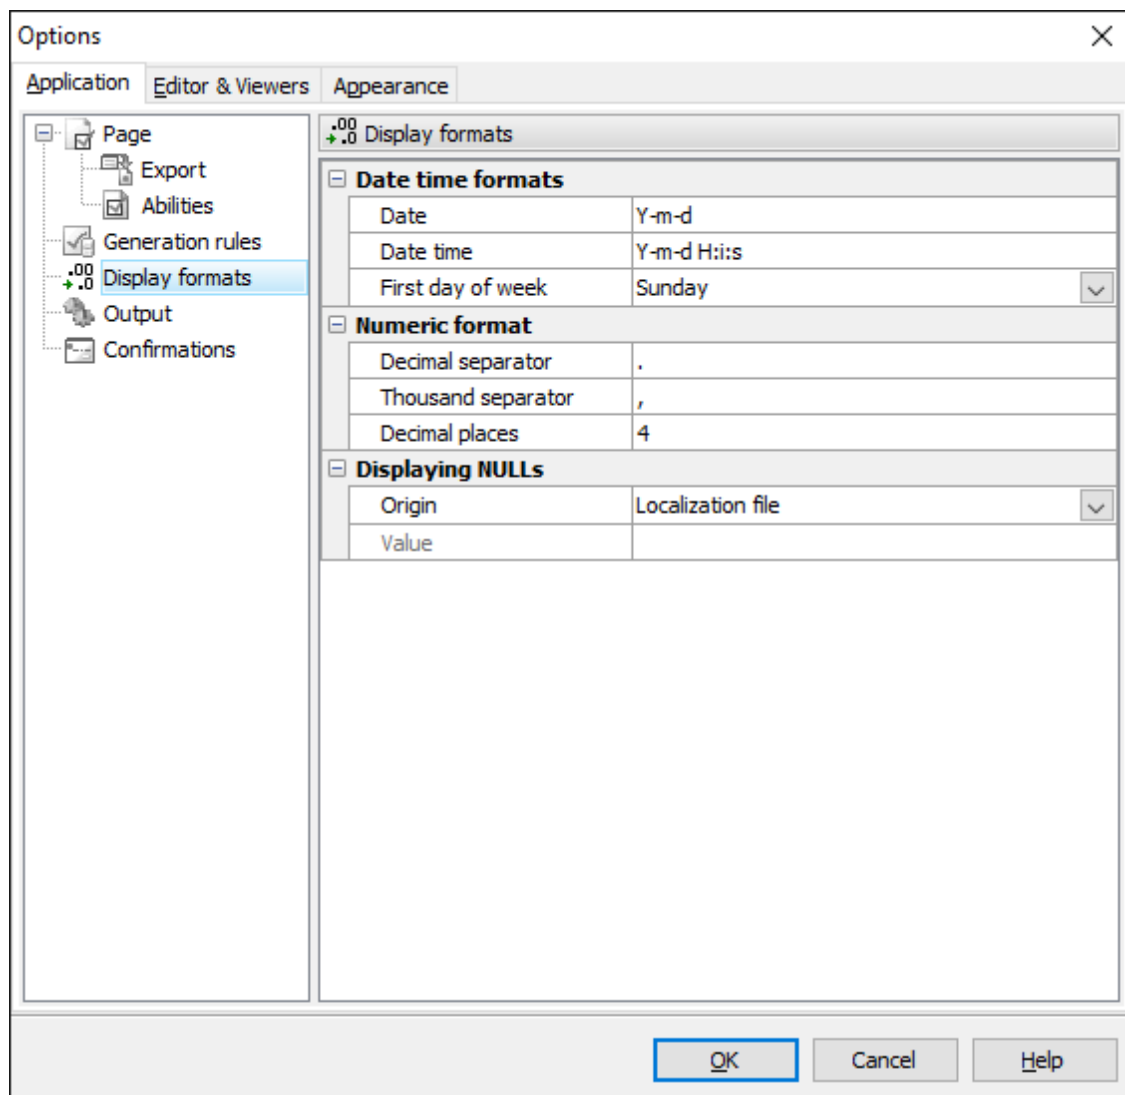 Options
Application Editor & Viewers Appearance
Page
Export
Abilities
Generation rules
Display formats
Output
Confirmations
.00 .0 Display formats
Date time formats
Date Y-m-d
Date time Y-m-d H:i:s
First day of week Sunday
Numeric format
Decimal separator .
Thousand separator ,
Decimal places 4
Displaying NULLs
Origin Localization file
Value
OK Cancel Help